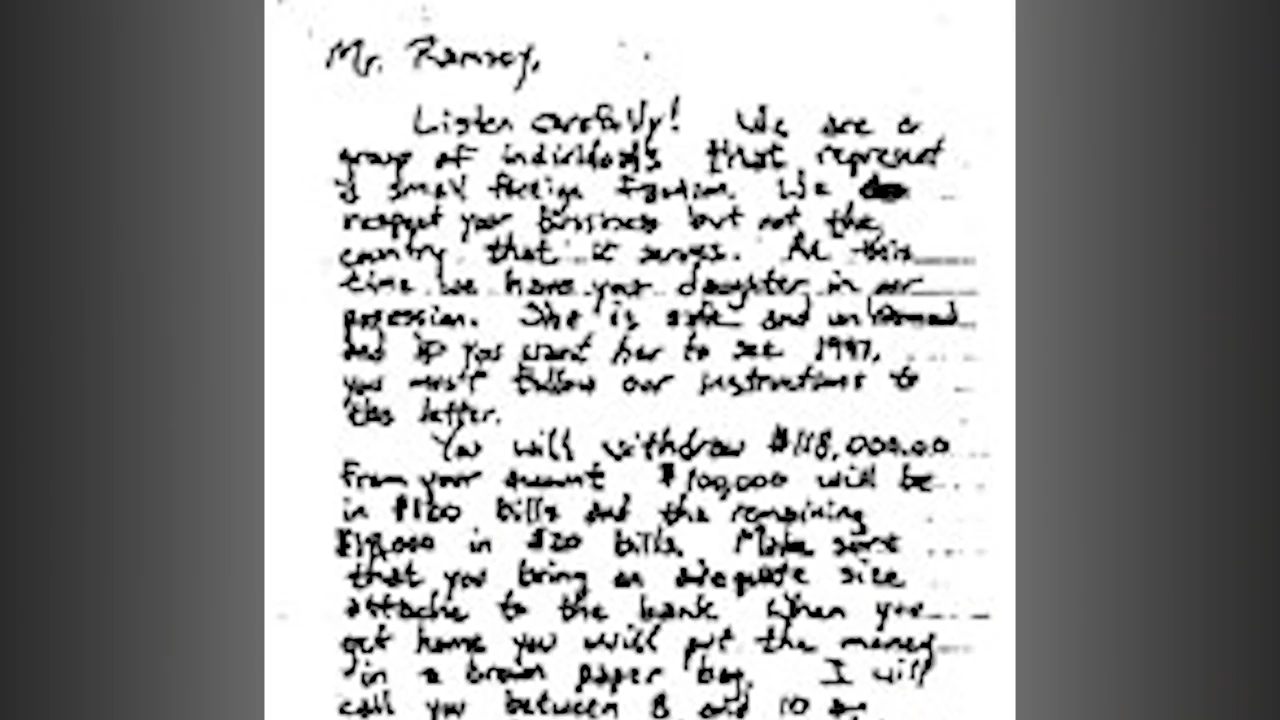 Mr. Ramsey,
Listen carefully! We are a
group of individuals that represent
a small foreign faction. We
respect your bussiness but not the
country that it serves. At this
time we have your daughter in our
posession. She is safe and un harmed
and if you want her to see 1997,
you must follow our instructions to
the letter.
You will withdraw $118,000.00
from your account. $100,000 will be
in $100 bills and the remaining
$18,000 in $20 bills. Make sure
that you bring an adequate size
attache to the bank. When you
get home you will put the money
in a brown paper bag. I will
call you between 8 and 10 am